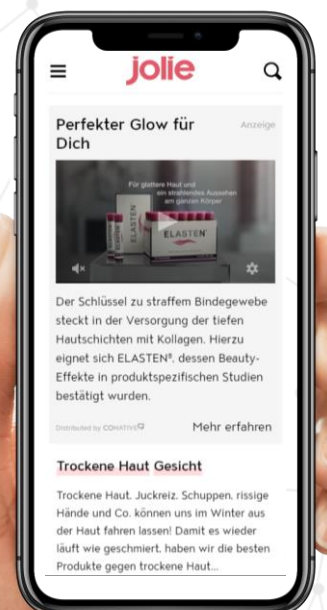 jolie
Perfekter Glow für
Dich
Anzeige
Für glattere Haut und
ein strahlendes Aussehen
am ganzen Körper
ELASTEN
ELASTEN
Der Schlüssel zu straffem Bindegewebe
steckt in der Versorgung der tiefen
Hautschichten mit Kollagen. Hierzu
eignet sich ELASTEN®, dessen Beauty-
Effekte in produktspezifischen Studien
bestätigt wurden.
Distributed by CONATIVE
Mehr erfahren
Trockene Haut Gesicht
Trockene Haut, Juckreiz, Schuppen, rissige
Hände und Co. können uns im Winter aus
der Haut fahren lassen! Damit es wieder
läuft wie geschmiert, haben wir die besten
Produkte gegen trockene Haut...